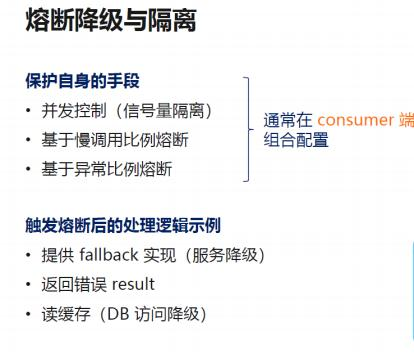 熔断降级与隔离
保护自身的手段
• 并发控制（信号量隔离）
• 基于慢调用比例熔断
• 基于异常比例熔断
通常在 consumer 端
组合配置
触发熔断后的处理逻辑示例
• 提供 fallback 实现（服务降级）
• 返回错误 result
• 读缓存（DB 访问降级）